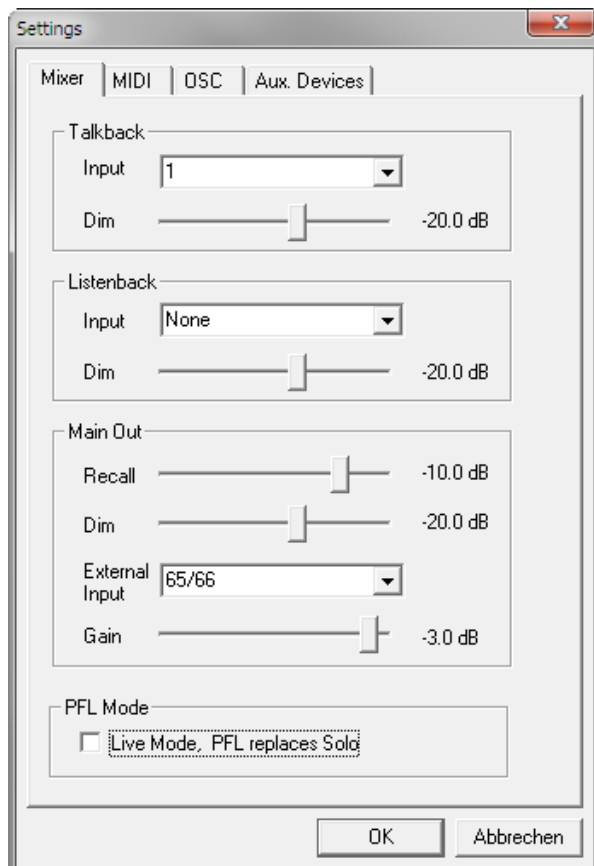 Settings
Mixer MIDI OSC Aux. Devices
Talkback
Input 1
Dim -20.0 dB
Listenback
Input None
Dim -20.0 dB
Main Out
Recall -10.0 dB
Dim -20.0 dB
External
Input 65/66
Gain -3.0 dB
PFL Mode
Live Mode, PFL replaces Solo
OK Abbrechen